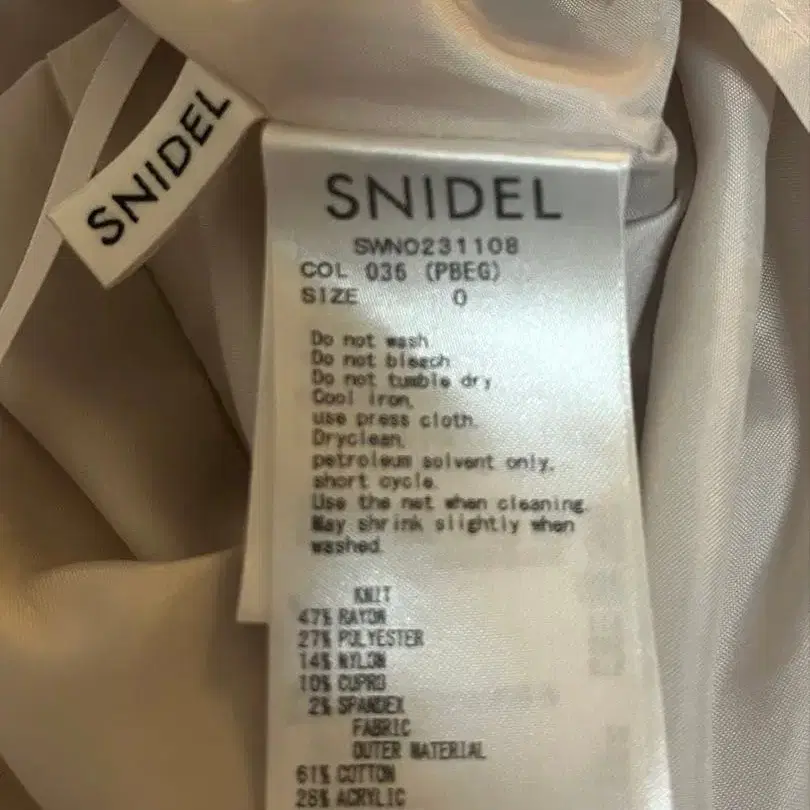 SNIDEL
SNIDEL
SWNO231108
COL 036 (PBEG)
SIZE 0
Do not wash
Do not bleach
Do not tumble dry
Cool iron,
use press cloth.
Dryclean,
petroleum solvent only,
short cycle.
Use the net when cleaning.
May shrink slightly when
washed.
KNIT
47% RAYON
27% POLYESTER
14% NYLON
10% CUPRO
2% SPANDEX
FABRIC
OUTER MATERIAL
61% COTTON
28% ACRYLIC